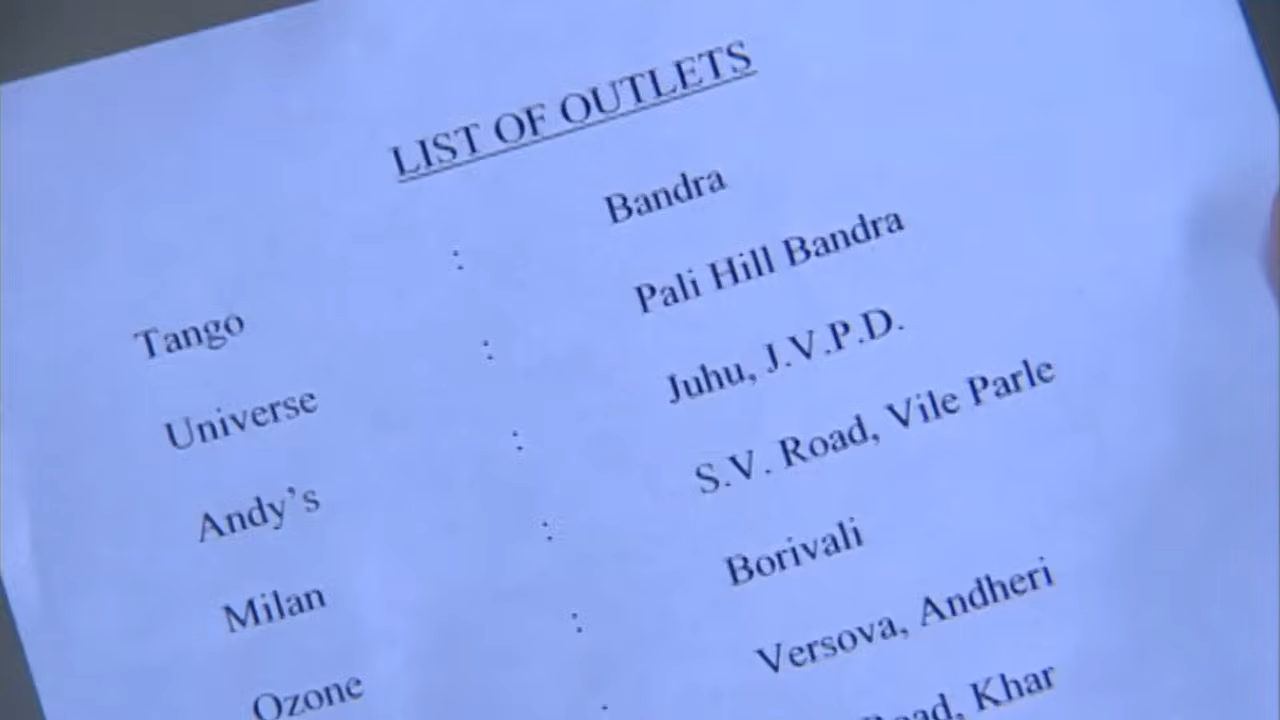 LIST OF OUTLETS
Tango : Bandra
Universe : Pali Hill Bandra
Andy's : Juhu, J.V.P.D.
Milan : S.V. Road, Vile Parle
Ozone : Borivali
: Versova, Andheri
Road, Khar